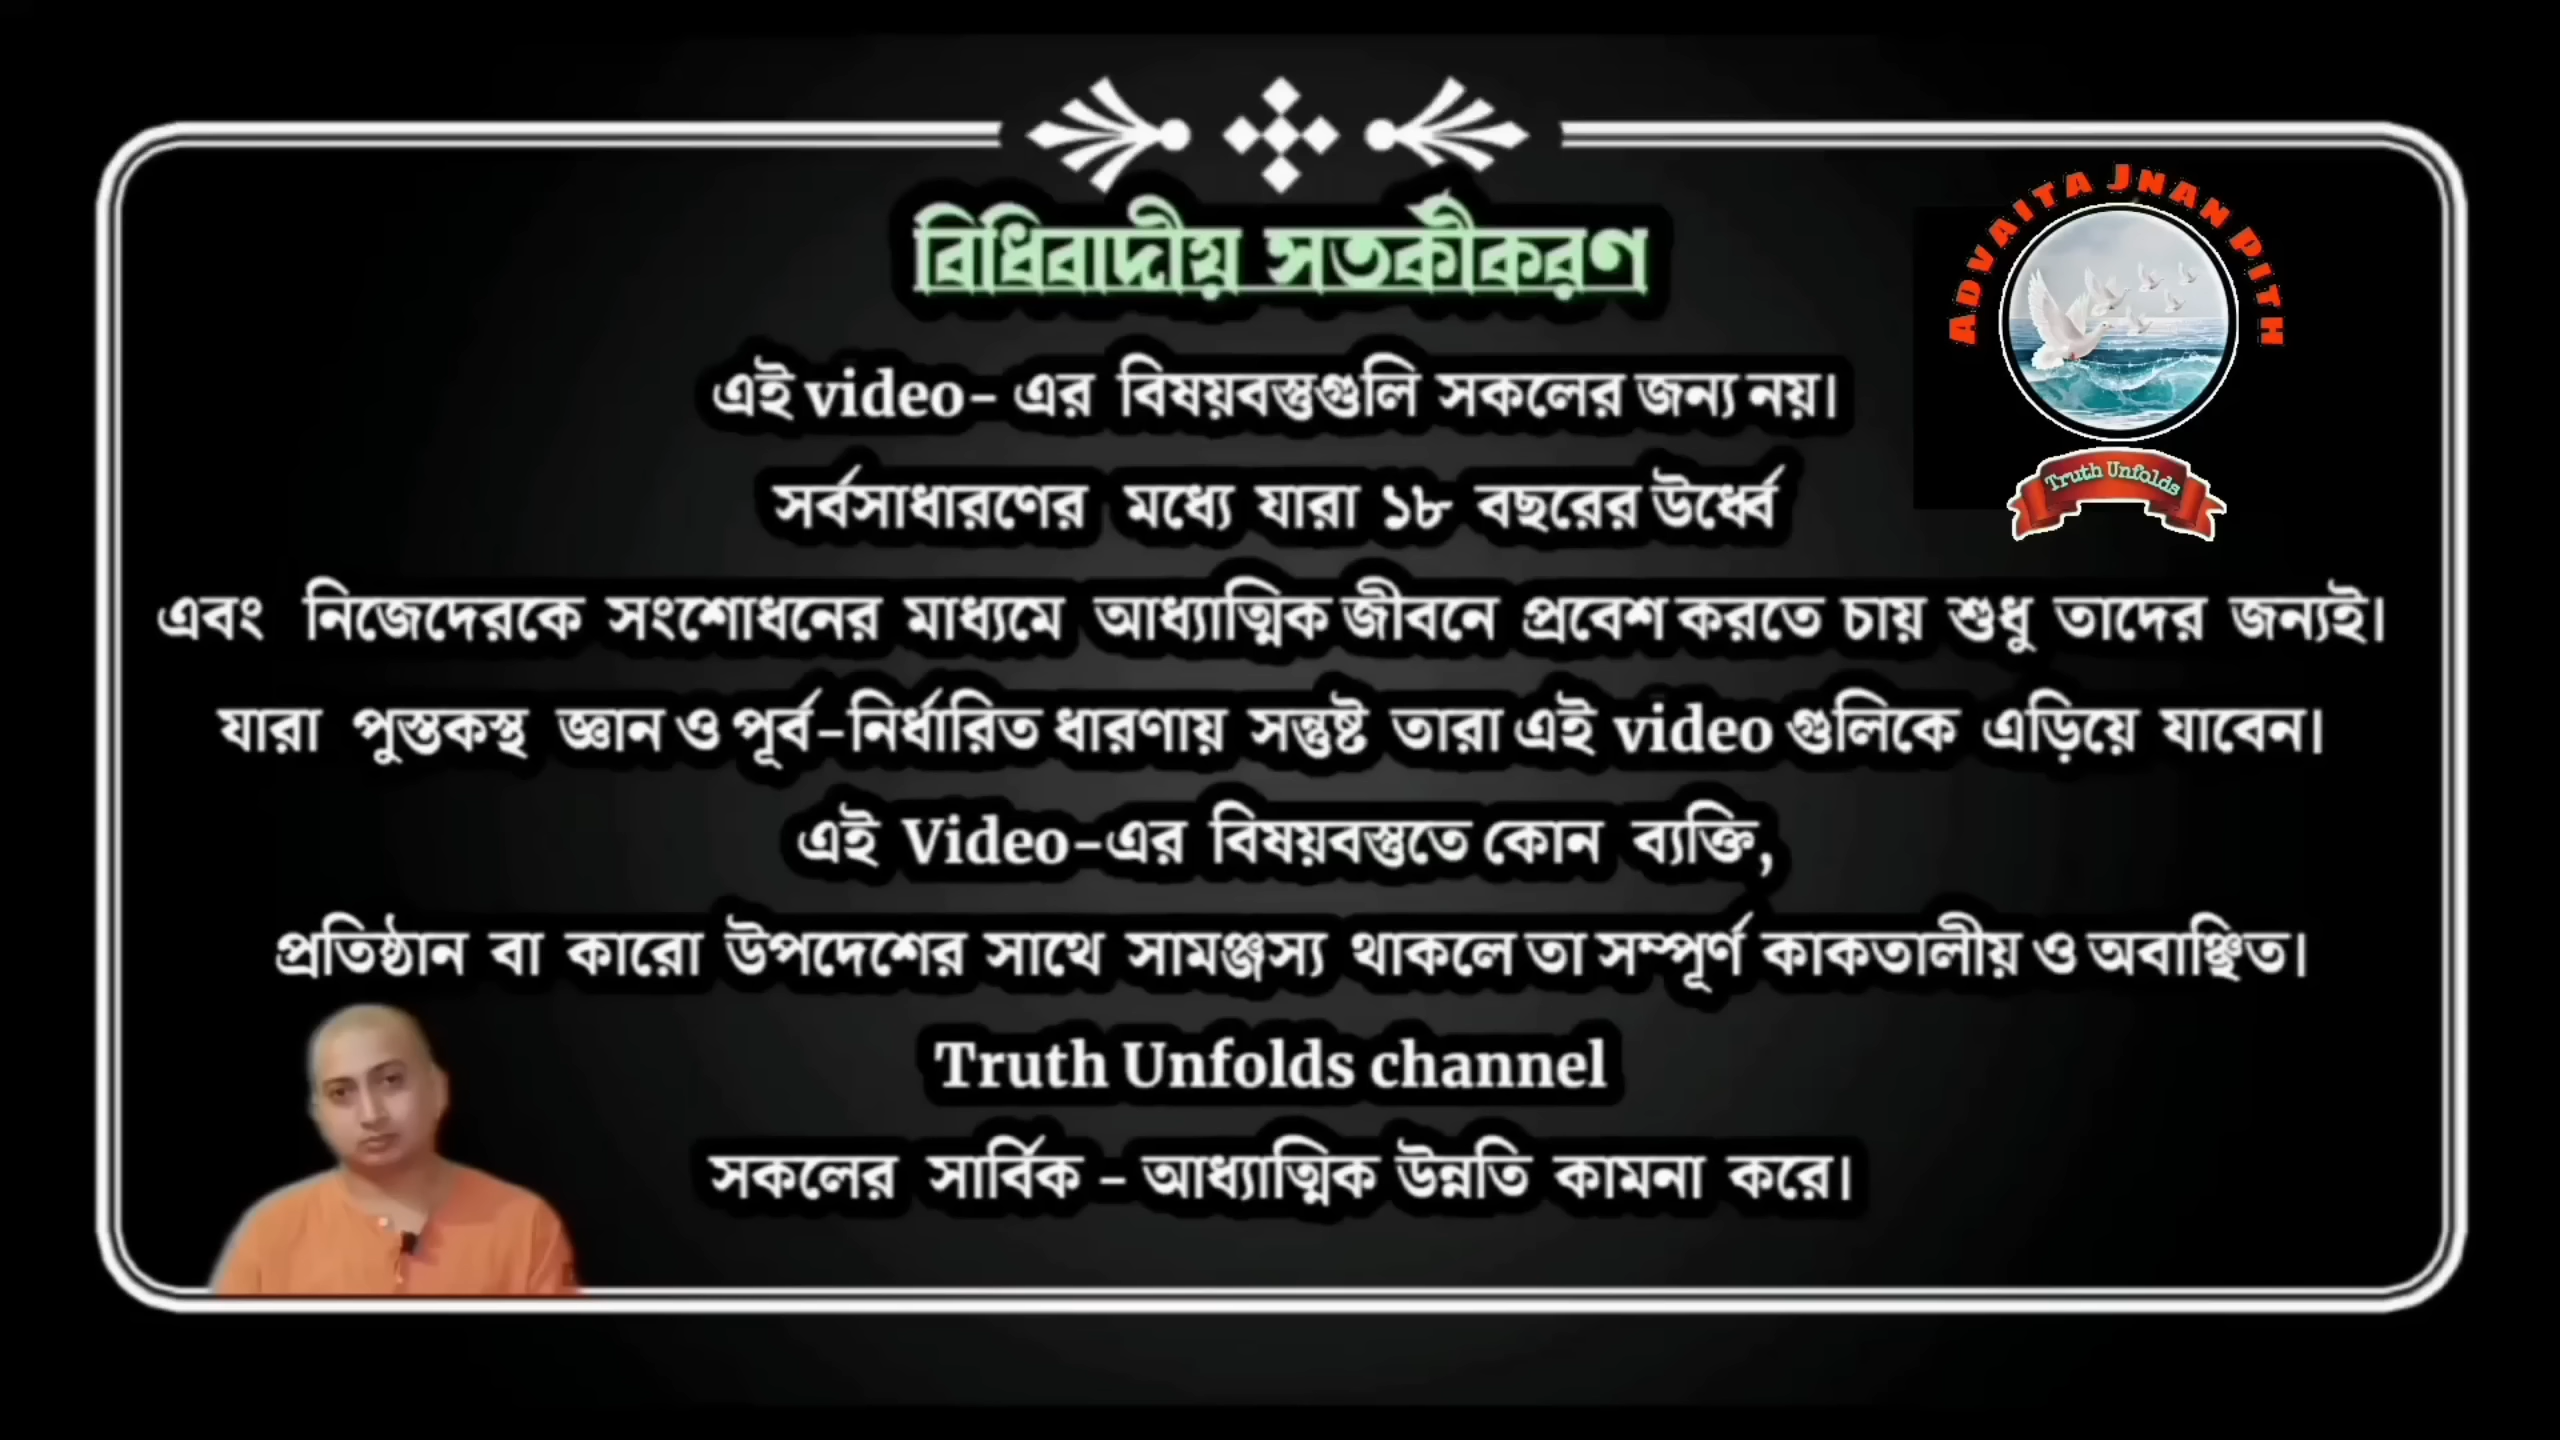 ADVAITA JNAN PITH
Truth Unfolds
বিধিবাদীয় সতর্কীকরণ
এই video- এর বিষয়বস্তুগুলি সকলের জন্য নয়।
সর্বসাধারণের মধ্যে যারা ১৮ বছরের উর্ধ্বে
এবং নিজেদেরকে সংশোধনের মাধ্যমে আধ্যাত্মিক জীবনে প্রবেশ করতে চায় শুধু তাদের জন্যই।
যারা পুস্তকস্থ জ্ঞান ও পূর্ব-নির্ধারিত ধারণায় সন্তুষ্ট তারা এই video গুলিকে এড়িয়ে যাবেন।
এই Video-এর বিষয়বস্তুতে কোন ব্যক্তি,
প্রতিষ্ঠান বা কারো উপদেশের সাথে সামঞ্জস্য থাকলে তা সম্পূর্ণ কাকতালীয় ও অবাঞ্ছিত।
Truth Unfolds channel
সকলের সার্বিক - আধ্যাত্মিক উন্নতি কামনা করে।